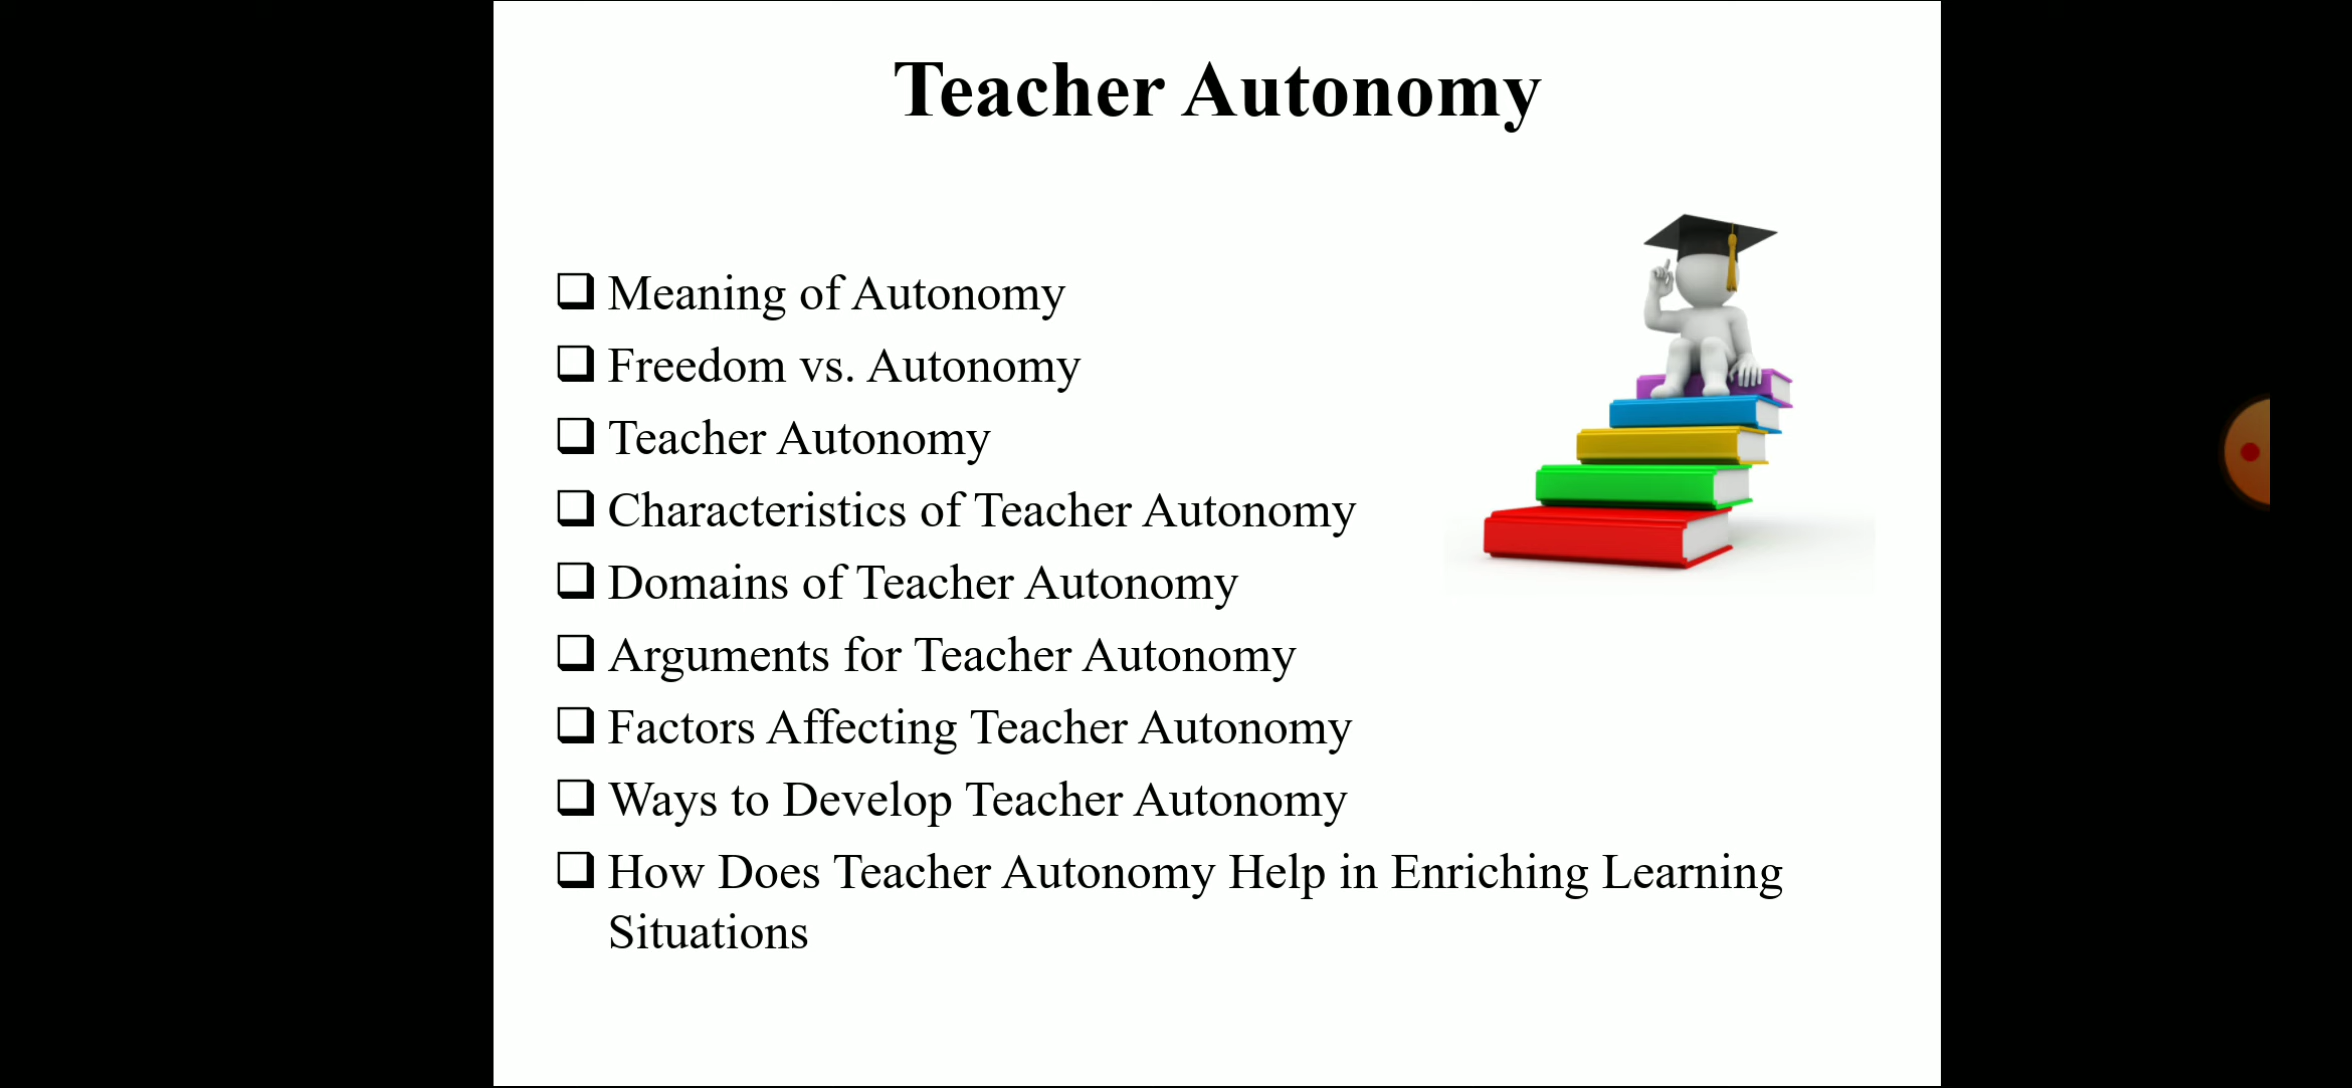 Teacher Autonomy
❑ Meaning of Autonomy
❑ Freedom vs. Autonomy
❑ Teacher Autonomy
❑ Characteristics of Teacher Autonomy
❑ Domains of Teacher Autonomy
❑ Arguments for Teacher Autonomy
❑ Factors Affecting Teacher Autonomy
❑ Ways to Develop Teacher Autonomy
❑ How Does Teacher Autonomy Help in Enriching Learning
Situations